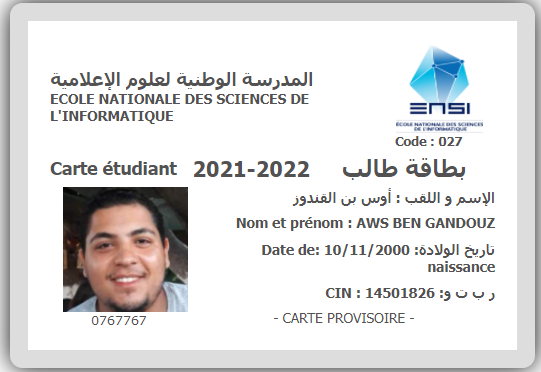 المدرسة الوطنية لعلوم الإعلامية
ECOLE NATIONALE DES SCIENCES DE
L'INFORMATIQUE
ENSI
ÉCOLE NATIONALE DES SCIENCES
DE L'INFORMATIQUE
Code : 027
Carte étudiant 2021-2022 بطاقة طالب
الإسم و اللقب : أوس بن القندوز
Nom et prénom : AWS BEN GANDOUZ
تاريخ الولادة: 10/11/2000 Date de
naissance
ر ب ت و: CIN : 14501826
0767767
- CARTE PROVISOIRE -